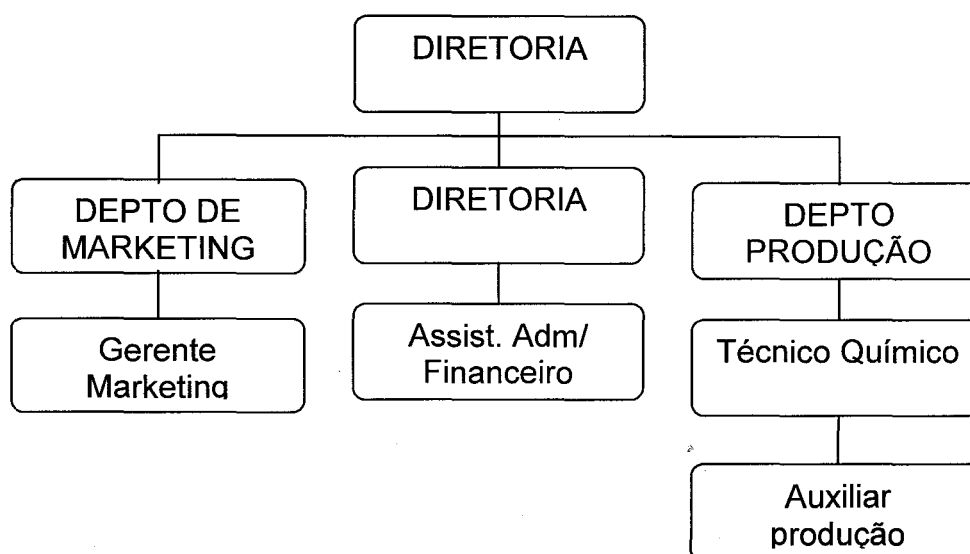 DIRETORIA
DEPTO DE
MARKETING
DIRETORIA
DEPTO
PRODUÇÃO
Gerente
Marketing
Assist. Adm/
Financeiro
Técnico Químico
Auxiliar
produção